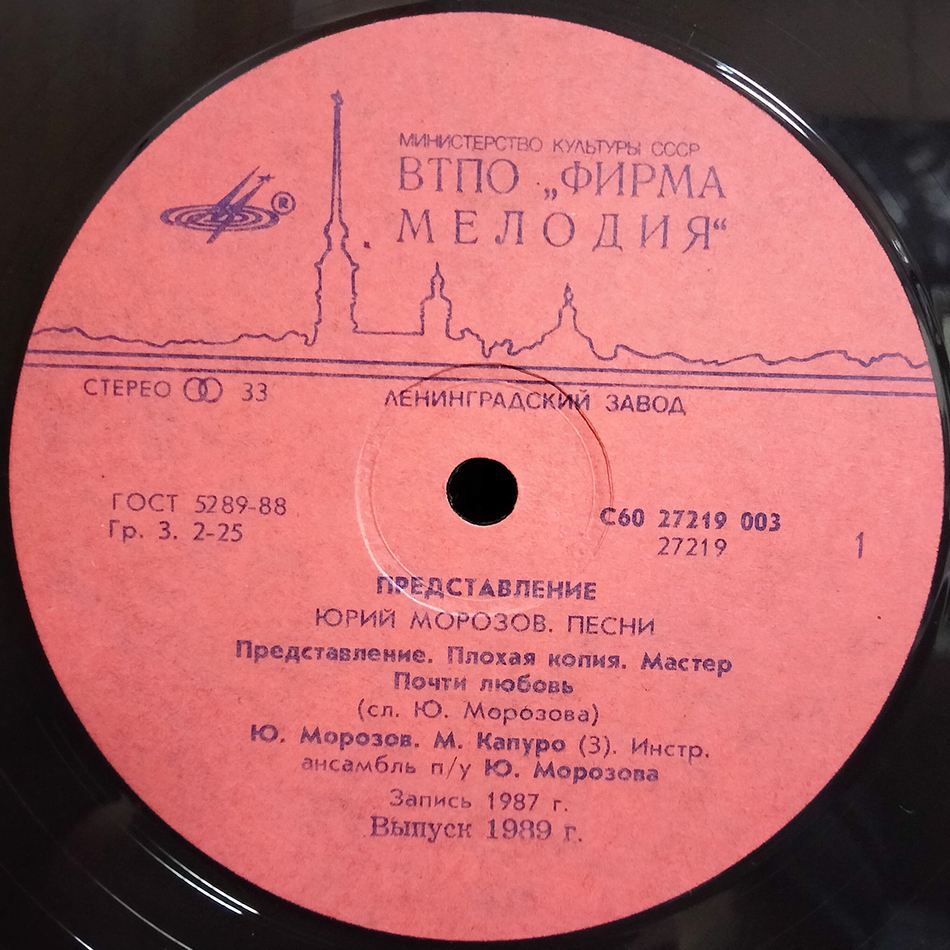 МИНИСТЕРСТВО КУЛЬТУРЫ СССР
ВТПО „ФИРМА
МЕЛОДИЯ“
®
СТЕРЕО 33
ЛЕНИНГРАДСКИЙ ЗАВОД
ГОСТ 5289-88
Гр. 3. 2-25
С60 27219 003
27219
1
ПРЕДСТАВЛЕНИЕ
ЮРИЙ МОРОЗОВ. ПЕСНИ
Представление. Плохая копия. Мастер
Почти любовь
(сл. Ю. Морозова)
Ю. Морозов. М. Капуро (3). Инстр.
ансамбль п/у Ю. Морозова
Запись 1987 г.
Выпуск 1989 г.